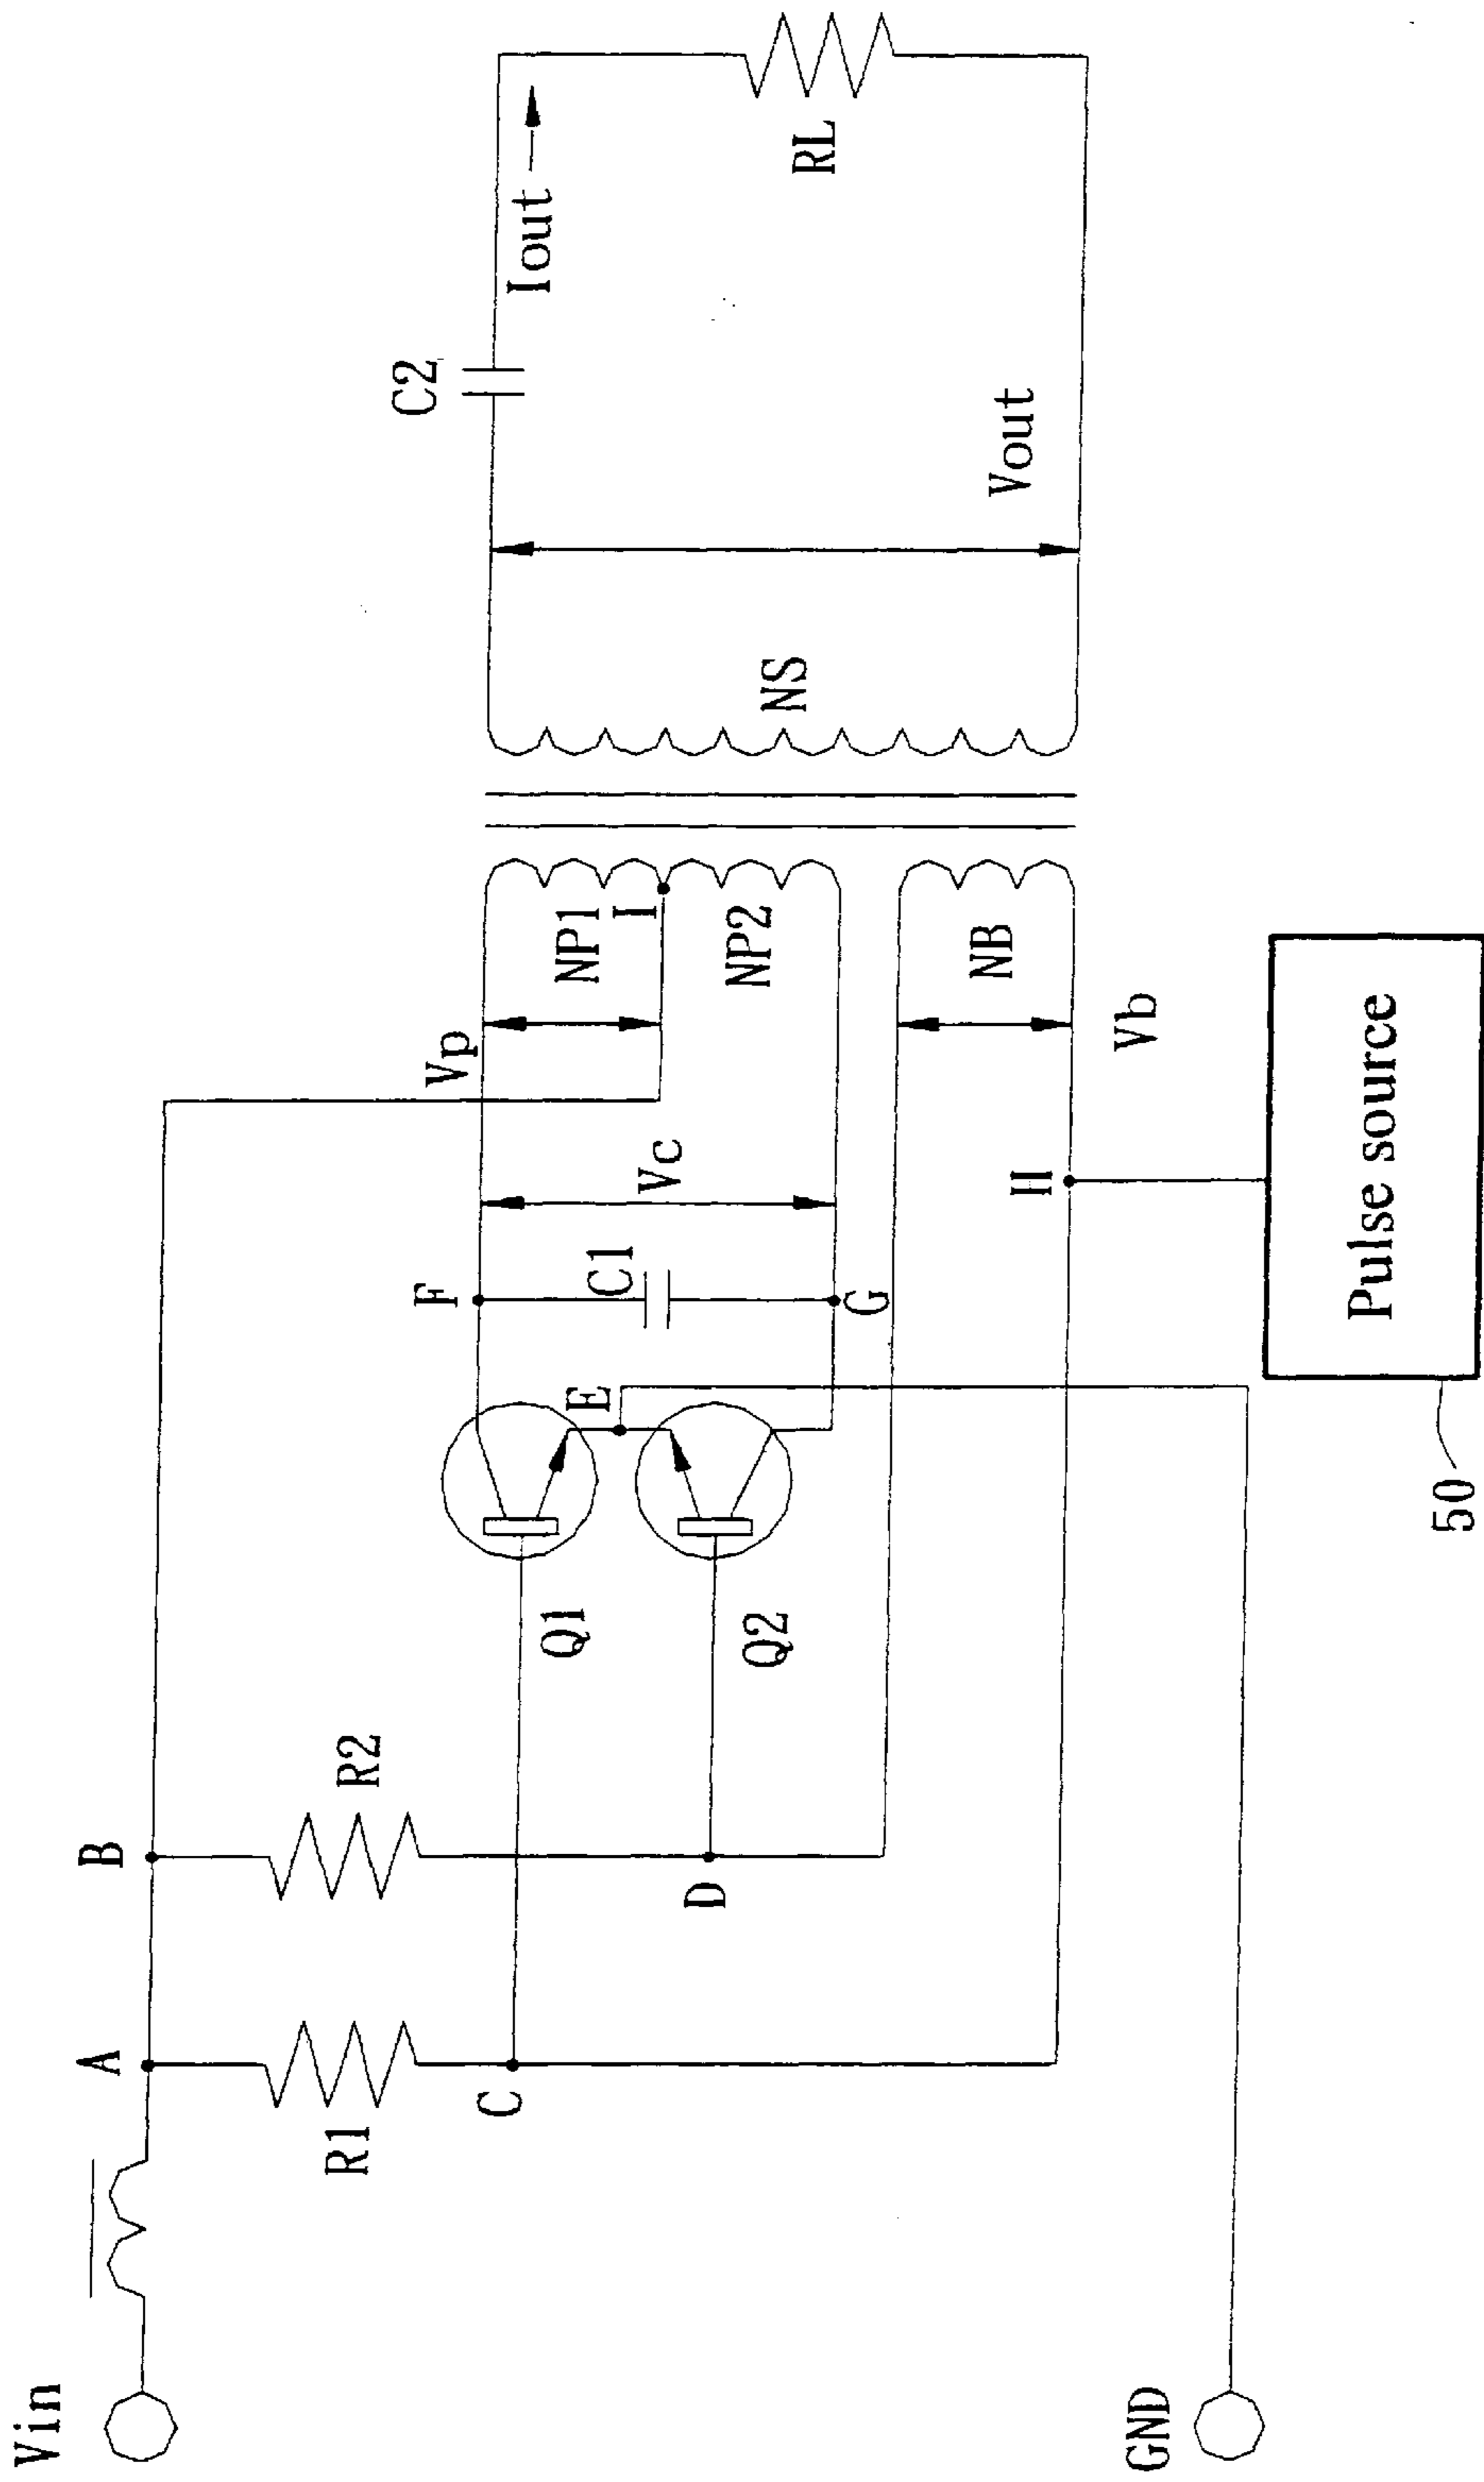 Vin
A
B
R1
R2
C
D
Q1
Q2
E
F
G
C1
Vc
Vp
NP1
I
NP2
NB
Vb
H
NS
C2
Iout
Vout
RL
GND
Pulse source
50